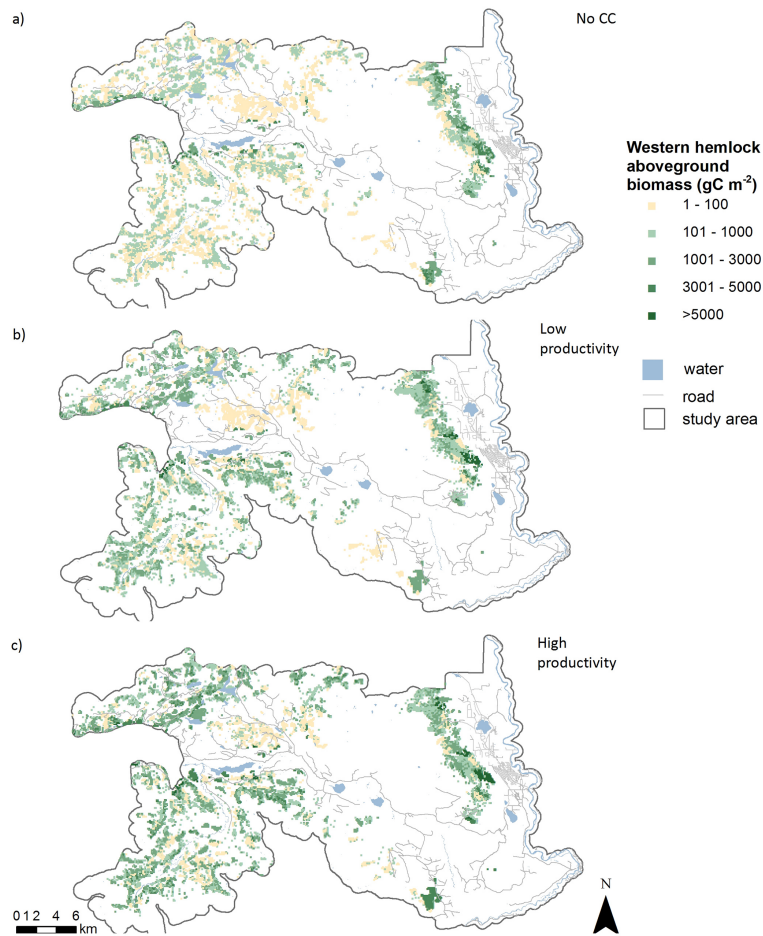 a)
No CC
Western hemlock
aboveground
biomass (gC m⁻²)
1 - 100
101 - 1000
1001 - 3000
3001 - 5000
>5000
b)
Low
productivity
water
road
study area
c)
High
productivity
0 1 2 4 6
km
N